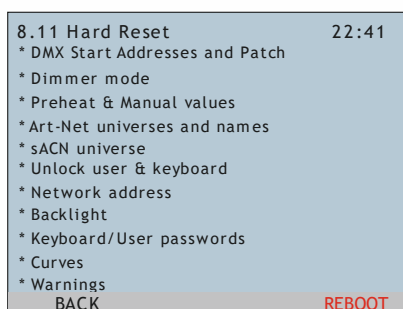 8.11 Hard Reset 22:41
* DMX Start Addresses and Patch
* Dimmer mode
* Preheat & Manual values
* Art-Net universes and names
* sACN universe
* Unlock user & keyboard
* Network address
* Backlight
* Keyboard/User passwords
* Curves
* Warnings
BACK REBOOT